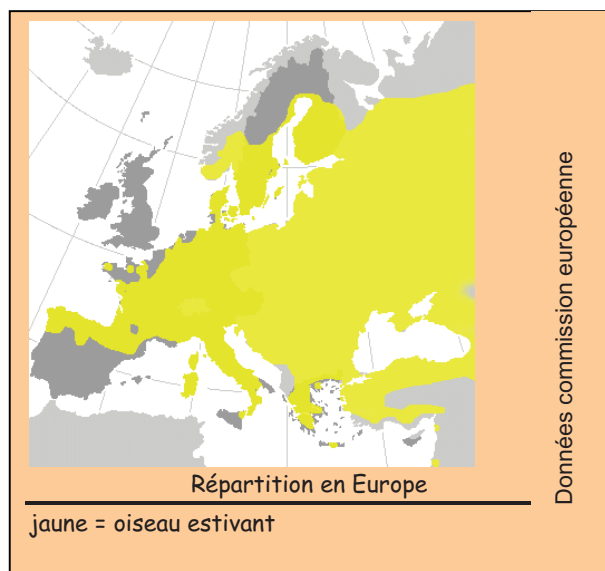 Répartition en Europe
jaune = oiseau estivant
Données commission européenne